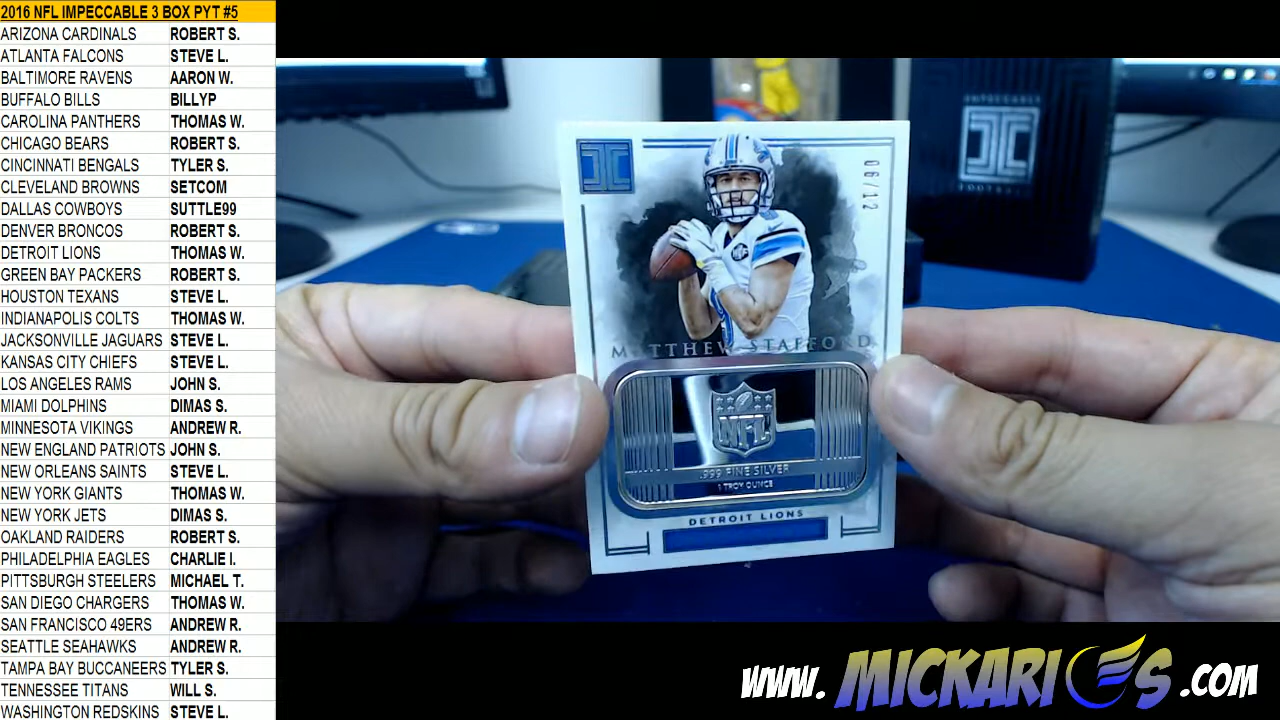 2016 NFL IMPECCABLE 3 BOX PYT #5
ARIZONA CARDINALS ROBERT S.
ATLANTA FALCONS STEVE L.
BALTIMORE RAVENS AARON W.
BUFFALO BILLS BILLYP
CAROLINA PANTHERS THOMAS W.
CHICAGO BEARS ROBERT S.
CINCINNATI BENGALS TYLER S.
CLEVELAND BROWNS SETCOM
DALLAS COWBOYS SUTTLE99
DENVER BRONCOS ROBERT S.
DETROIT LIONS THOMAS W.
GREEN BAY PACKERS ROBERT S.
HOUSTON TEXANS STEVE L.
INDIANAPOLIS COLTS THOMAS W.
JACKSONVILLE JAGUARS STEVE L.
KANSAS CITY CHIEFS STEVE L.
LOS ANGELES RAMS JOHN S.
MIAMI DOLPHINS DIMAS S.
MINNESOTA VIKINGS ANDREW R.
NEW ENGLAND PATRIOTS JOHN S.
NEW ORLEANS SAINTS STEVE L.
NEW YORK GIANTS THOMAS W.
NEW YORK JETS DIMAS S.
OAKLAND RAIDERS ROBERT S.
PHILADELPHIA EAGLES CHARLIE I.
PITTSBURGH STEELERS MICHAEL T.
SAN DIEGO CHARGERS THOMAS W.
SAN FRANCISCO 49ERS ANDREW R.
SEATTLE SEAHAWKS ANDREW R.
TAMPA BAY BUCCANEERS TYLER S.
TENNESSEE TITANS WILL S.
WASHINGTON REDSKINS STEVE L.
IMPECCABLE
FOOTBALL
06/12
MATTHEW STAFFORD
NFL
.999 FINE SILVER
1 TROY OUNCE
DETROIT LIONS
www.MICKARIES.com